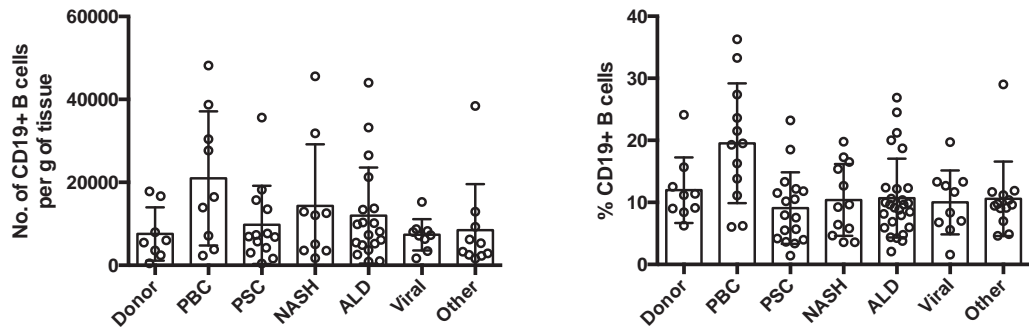 No. of CD19+ B cells
per g of tissue
60000
40000
20000
0
Donor
PBC
PSC
NASH
ALD
Viral
Other
% CD19+ B cells
40
30
20
10
0
Donor
PBC
PSC
NASH
ALD
Viral
Other